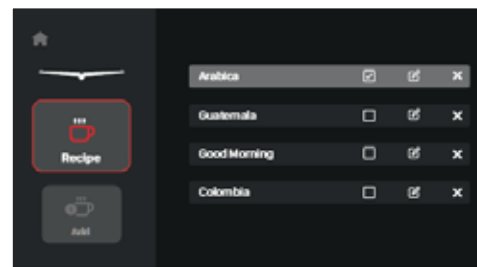 Arabica
Guatemala
Good Morning
Colombia
Recipe
Add